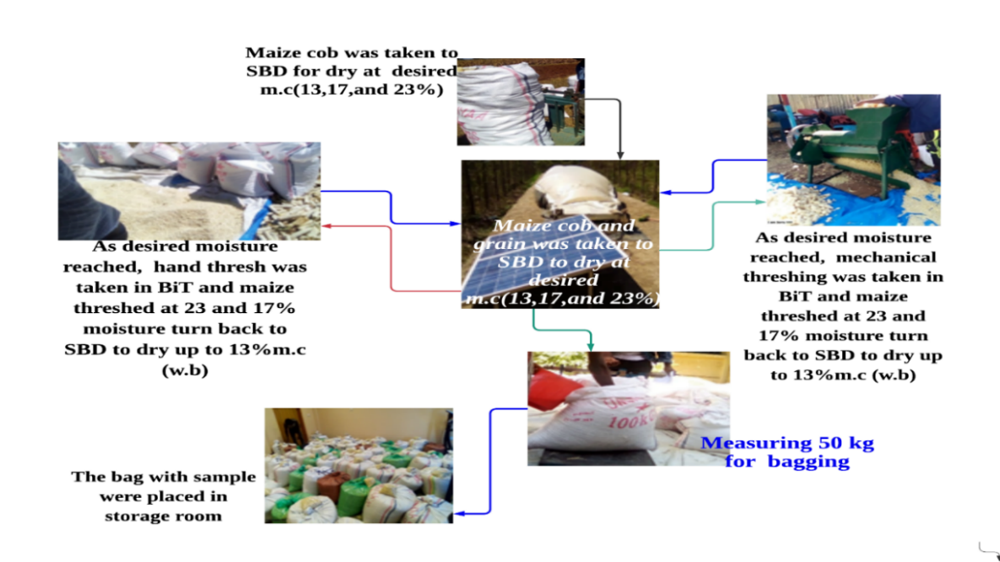 Maize cob was taken to
SBD for dry at desired
m.c(13,17,and 23%)
Maize cob and
grain was taken to
SBD to dry at
desired
m.c(13,17,and 23%)
As desired moisture
reached, hand thresh was
taken in BiT and maize
threshed at 23 and 17%
moisture turn back to
SBD to dry up to 13%m.c
(w.b)
As desired moisture
reached, mechanical
threshing was taken in
BiT and maize
threshed at 23 and
17% moisture turn
back to SBD to dry up
to 13%m.c (w.b)
100K
Measuring 50 kg
for bagging
The bag with sample
were placed in
storage room